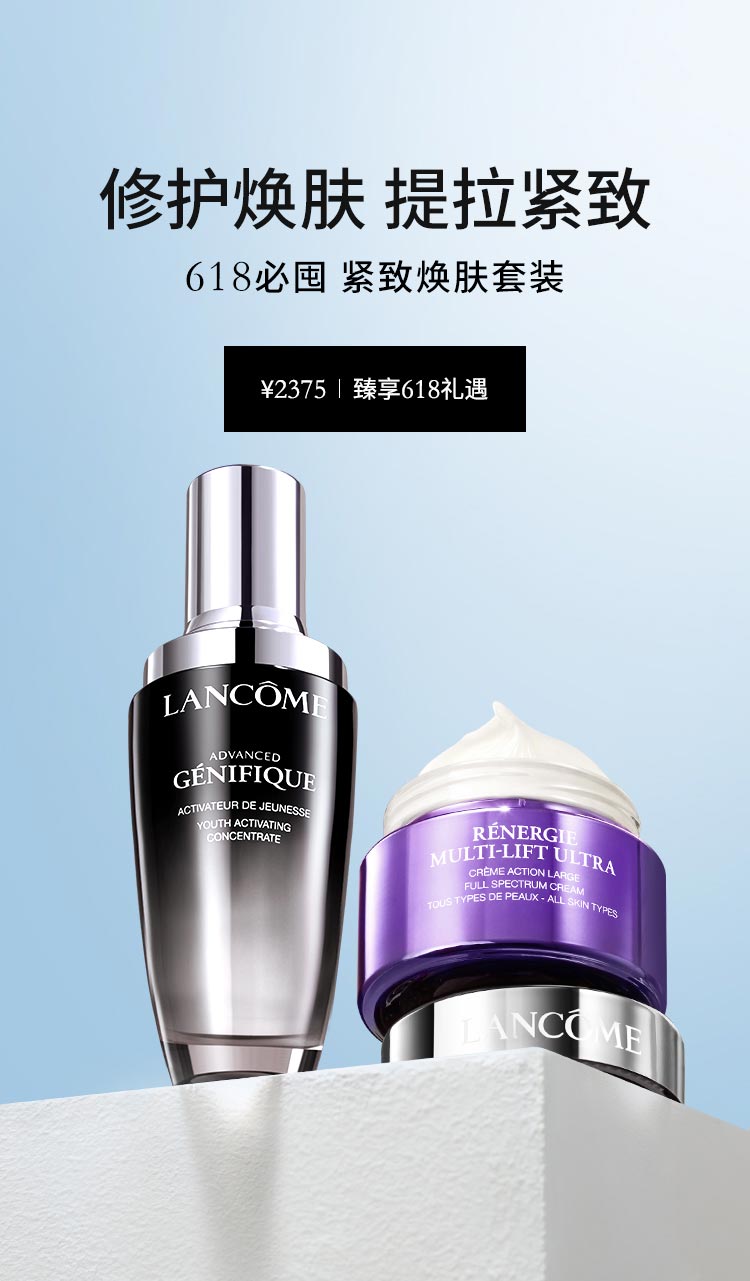 修护焕肤 提拉紧致
618必囤 紧致焕肤套装
¥2375 | 臻享618礼遇
LANCÔME
ADVANCED
GÉNIFIQUE
ACTIVATEUR DE JEUNESSE
YOUTH ACTIVATING
CONCENTRATE
RÉNERGIE
MULTI-LIFT ULTRA
CRÈME ACTION LARGE
FULL SPECTRUM CREAM
TOUS TYPES DE PEAUX - ALL SKIN TYPES
LANCÔME